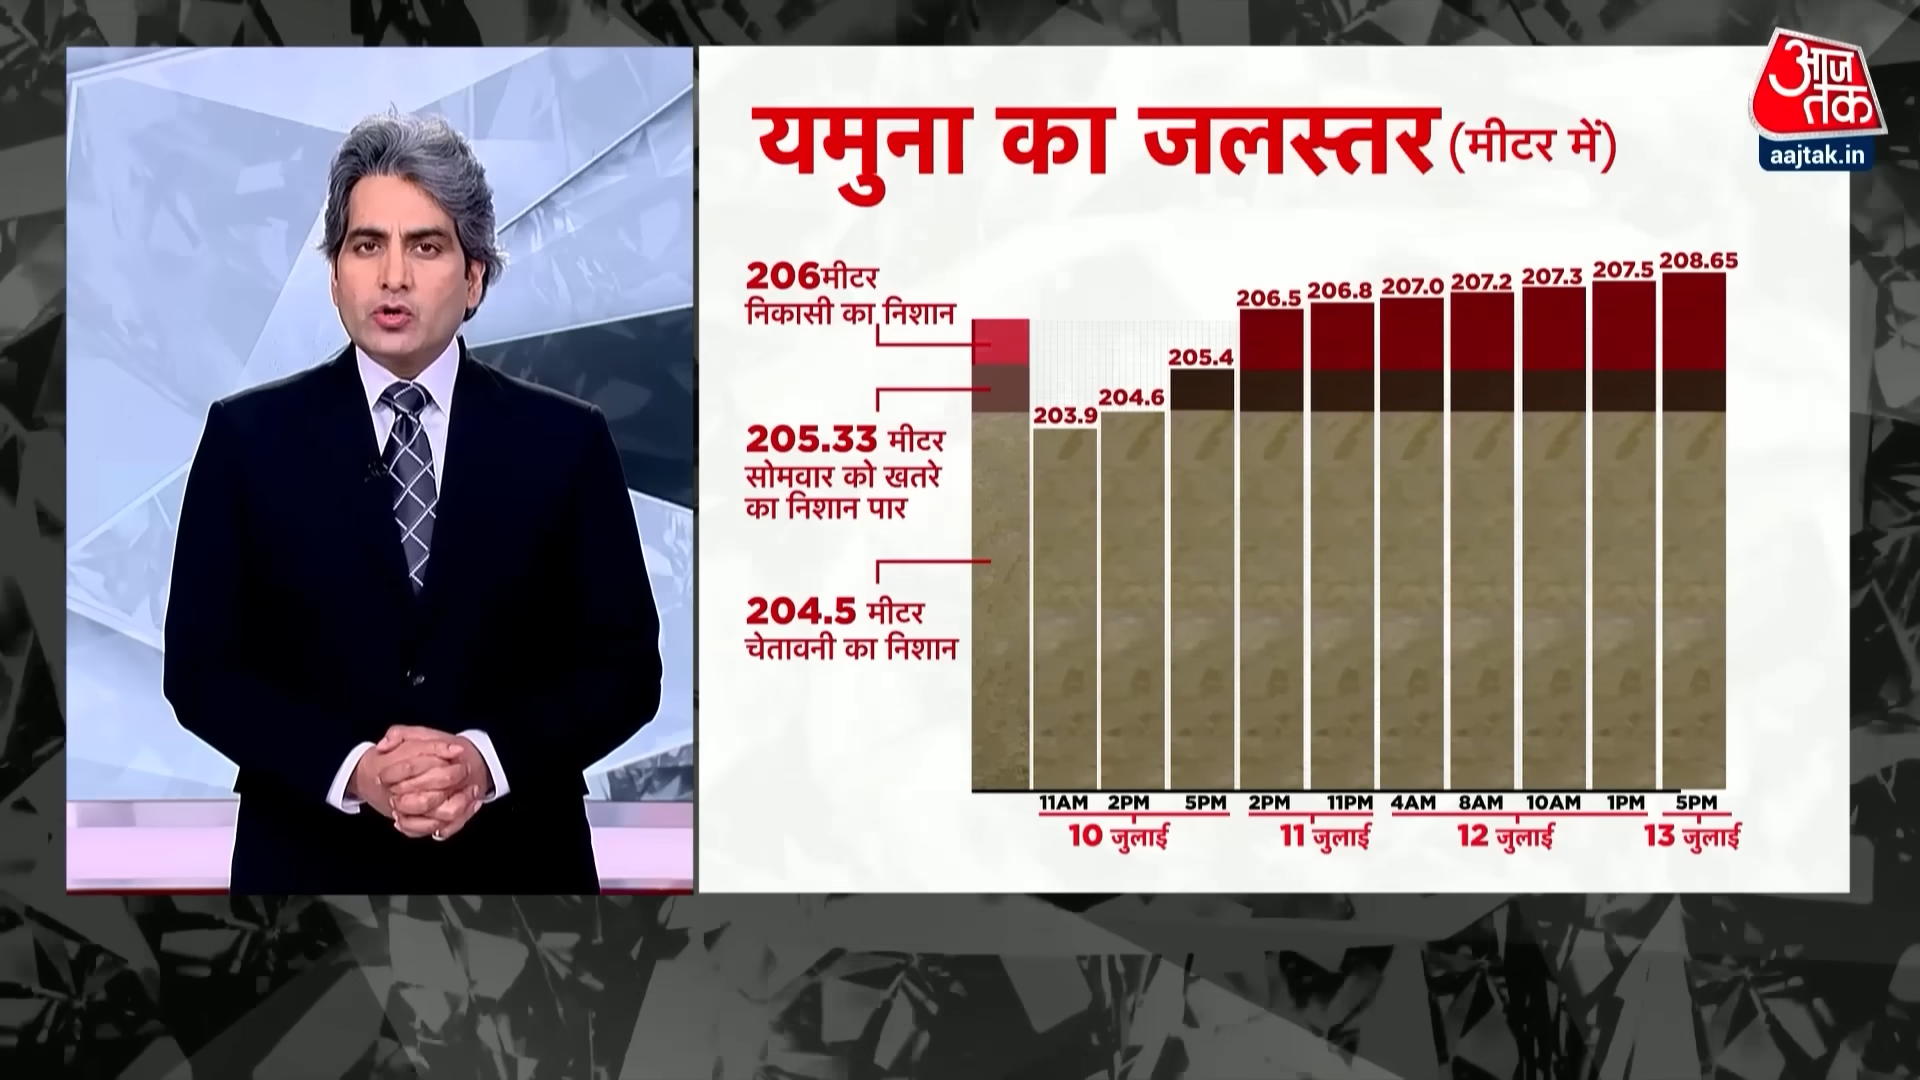 यमुना का जलस्तर (मीटर में)
आज
तक
aajtak.in
206मीटर
निकासी का निशान
205.33 मीटर
सोमवार को खतरे
का निशान पार
204.5 मीटर
चेतावनी का निशान
203.9 204.6 205.4 206.5 206.8 207.0 207.2 207.3 207.5 208.65
11AM 2PM 5PM 2PM 11PM 4AM 8AM 10AM 1PM 5PM
10 जुलाई 11 जुलाई 12 जुलाई 13 जुलाई